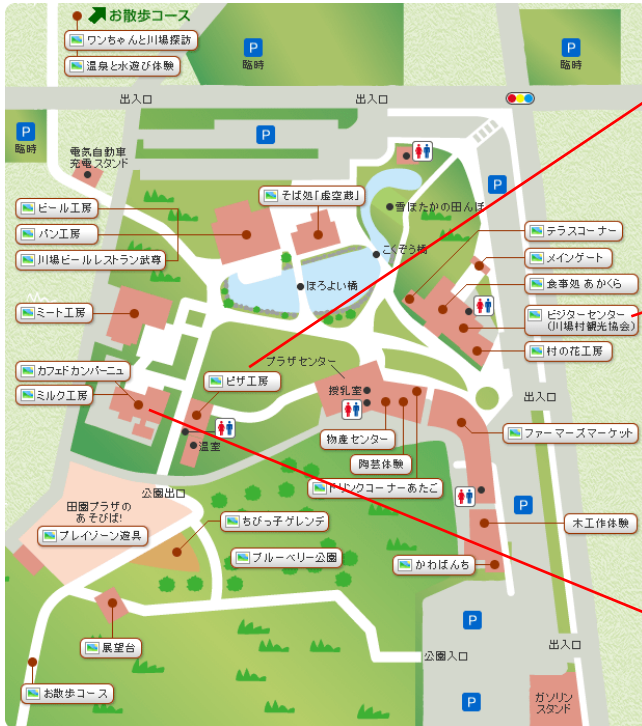 お散歩コース
ワンちゃんと川場探訪
温泉と水遊び体験
P
臨時
P
臨時
出入口
出入口
P
臨時
P
電気自動車
充電スタンド
P
そば処「虚空蔵」
雪ほたかの田んぼ
ビール工房
パン工房
川場ビールレストラン武尊
こくぞう橋
テラスコーナー
メインゲート
食事処 あかくら
ほろよい橋
ミート工房
ビジターセンター
(川場村観光協会)
村の花工房
プラザセンター
カフェドカンパーニュ
ミルク工房
ピザ工房
授乳室
出入口
温室
物産センター
ファーマーズマーケット
陶芸体験
ドリンクコーナーあたご
公園出口
田園プラザの
あそびば!
プレイゾーン遊具
ちびっ子ゲレンデ
P
木工作体験
ブルーベリー公園
かわばんち
P
展望台
公園入口
出入口
お散歩コース
P
ガソリン
スタンド